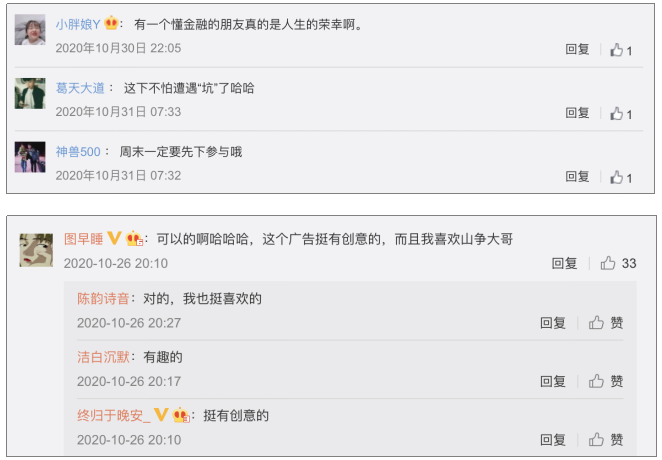 小胖娘Y：有一个懂金融的朋友真的是人生的荣幸啊。
2020年10月30日 22:05 回复 1
葛天大道：这下不怕遭遇“坑”了哈哈
2020年10月31日 07:33 回复 1
神兽500：周末一定要先下参与哦
2020年10月31日 07:32 回复 1
图早睡：可以的啊哈哈哈，这个广告挺有创意的，而且我喜欢山争大哥
2020-10-26 20:10 回复 33
陈韵诗音：对的，我也挺喜欢的
2020-10-26 20:27 回复 赞
洁白沉默：有趣的
2020-10-26 20:17 回复 赞
终归于晚安_：挺有创意的
2020-10-26 20:10 回复 赞